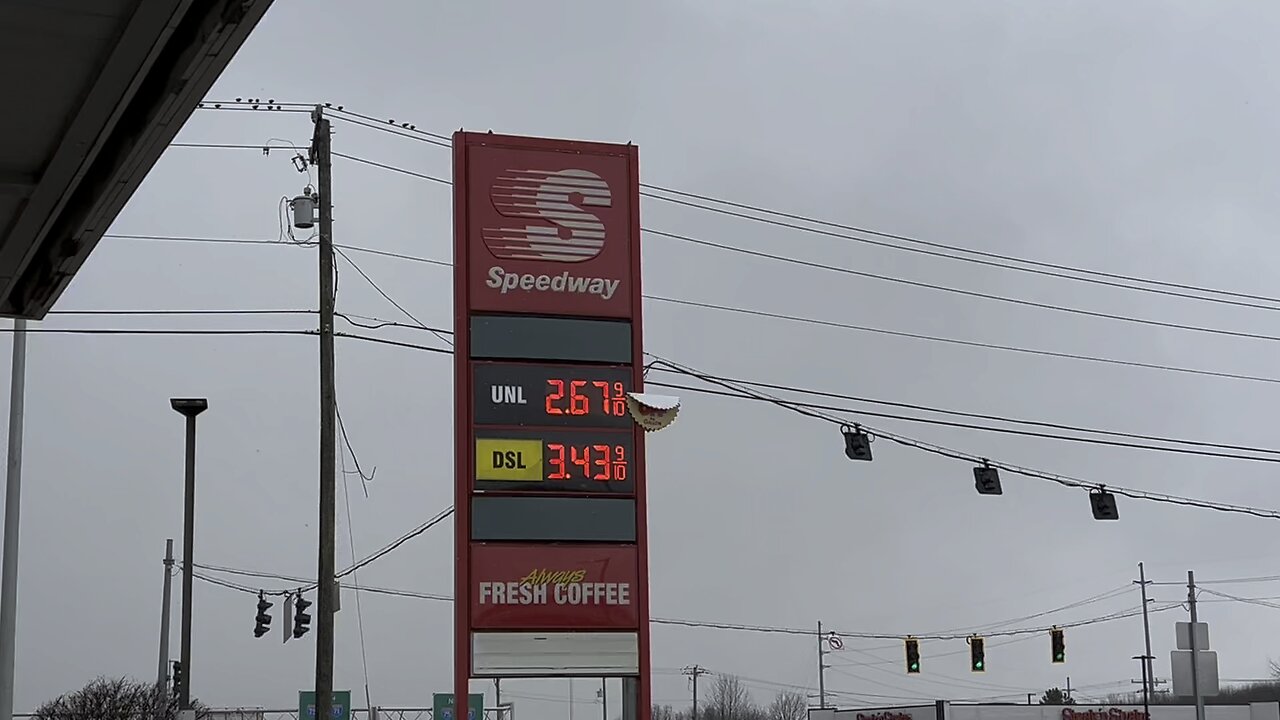 S
Speedway
UNL 2.67 9/10
DSL 3.43 9/10
Always
FRESH COFFEE